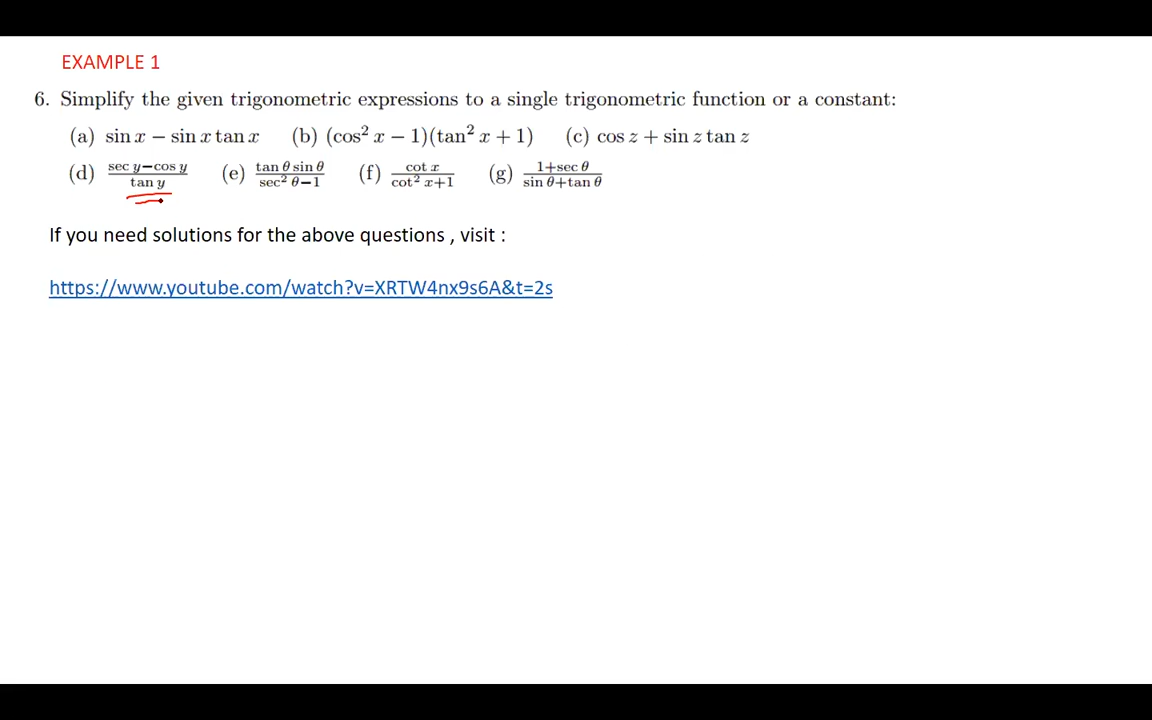 EXAMPLE 1
6. Simplify the given trigonometric expressions to a single trigonometric function or a constant:
(a) sin x − sin x tan x (b) (cos² x − 1)(tan² x + 1) (c) cos z + sin z tan z
(d) sec y−cos y / tan y (e) tan θ sin θ / sec² θ−1 (f) cot x / cot² x+1 (g) 1+sec θ / sin θ+tan θ
If you need solutions for the above questions , visit :
https://www.youtube.com/watch?v=XRTW4nx9s6A&t=2s